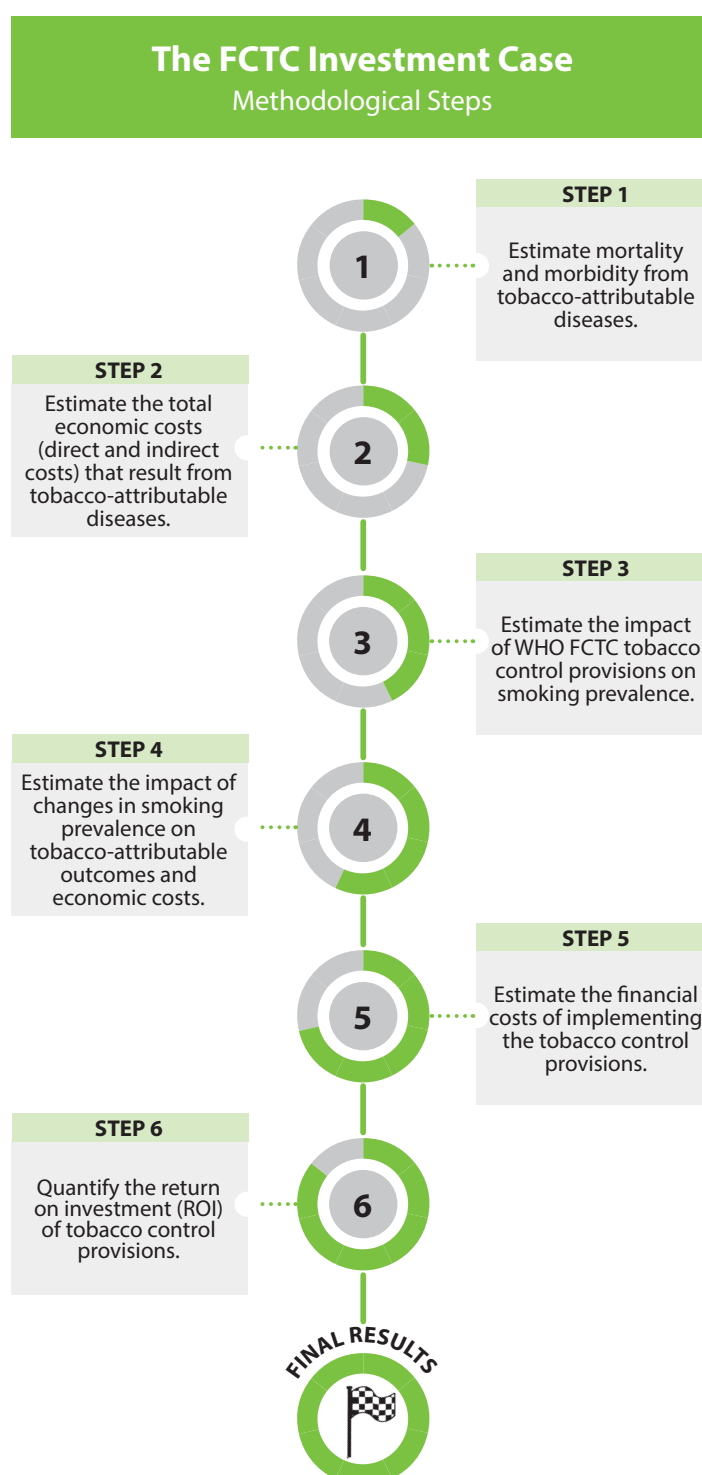 The FCTC Investment Case
Methodological Steps
STEP 1
1
Estimate mortality
and morbidity from
tobacco-attributable
diseases.
STEP 2
2
Estimate the total
economic costs
(direct and indirect
costs) that result from
tobacco-attributable
diseases.
STEP 3
3
Estimate the impact
of WHO FCTC tobacco
control provisions on
smoking prevalence.
STEP 4
4
Estimate the impact of
changes in smoking
prevalence on
tobacco-attributable
outcomes and
economic costs.
STEP 5
5
Estimate the financial
costs of implementing
the tobacco control
provisions.
STEP 6
6
Quantify the return
on investment (ROI)
of tobacco control
provisions.
FINAL RESULTS